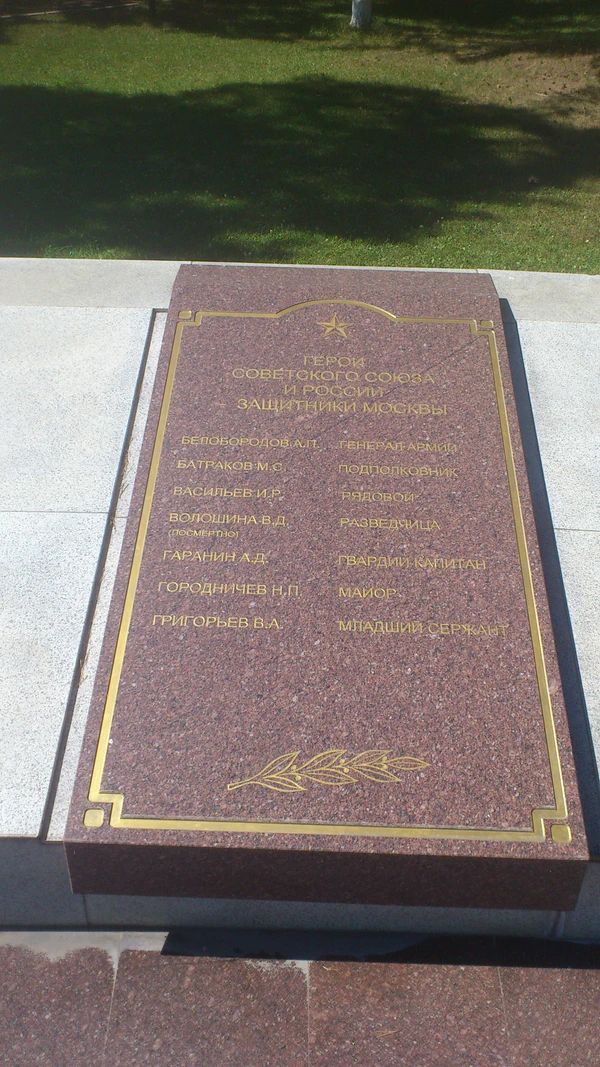 ГЕРОИ
СОВЕТСКОГО СОЮЗА
И РОССИИ
ЗАЩИТНИКИ МОСКВЫ
БЕЛОБОРОДОВ А.П. ГЕНЕРАЛ АРМИИ
БАТРАКОВ М.С. ПОДПОЛКОВНИК
ВАСИЛЬЕВ И.Р. РЯДОВОЙ
ВОЛОШИНА В.Д. РАЗВЕДЧИЦА
(ПОСМЕРТНО)
ГАРАНИН А.Д. ГВАРДИИ КАПИТАН
ГОРОДНИЧЕВ Н.П. МАЙОР
ГРИГОРЬЕВ В.А. МЛАДШИЙ СЕРЖАНТ